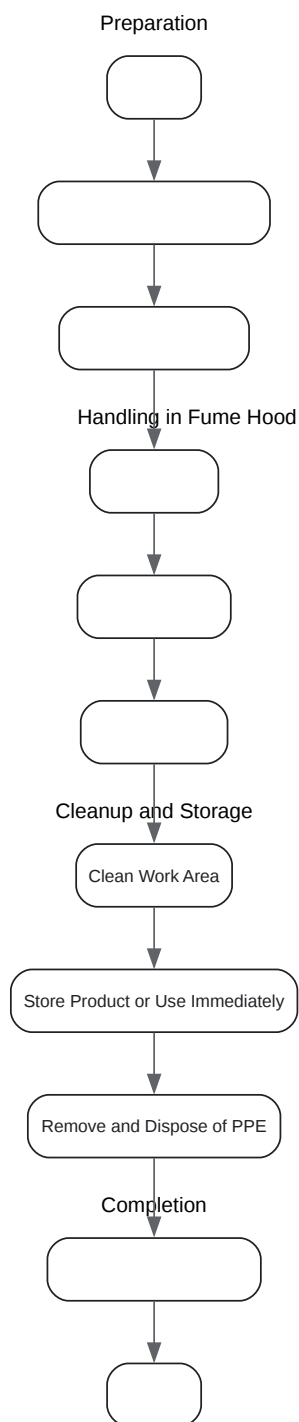 Preparation
Handling in Fume Hood
Cleanup and Storage
Clean Work Area
Store Product or Use Immediately
Remove and Dispose of PPE
Completion